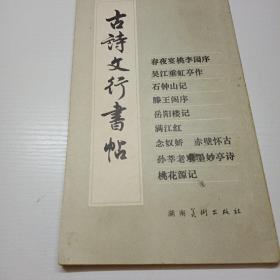 古詩文行書帖
春夜宴桃李园序
吴江垂虹亭作
石钟山记
滕王阁序
岳阳楼记
满江红
念奴娇 赤壁怀古
孙莘老 墨妙亭诗
桃花源记
湖南美术出版社